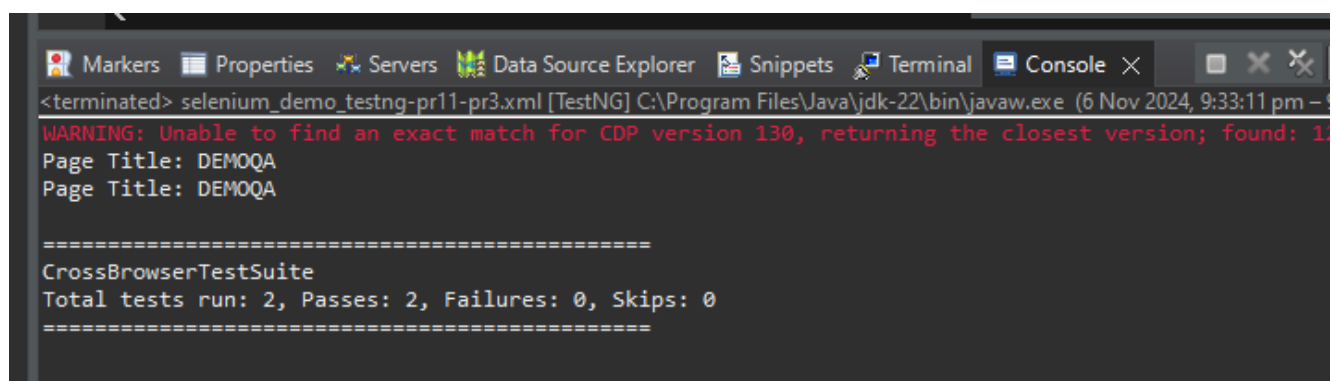 Markers Properties Servers Data Source Explorer Snippets Terminal Console
<terminated> selenium_demo_testng-pr11-pr3.xml [TestNG] C:\Program Files\Java\jdk-22\bin\javaw.exe (6 Nov 2024, 9:33:11 pm –
WARNING: Unable to find an exact match for CDP version 130, returning the closest version; found:
Page Title: DEMOQA
Page Title: DEMOQA
===============================================
CrossBrowserTestSuite
Total tests run: 2, Passes: 2, Failures: 0, Skips: 0
===============================================